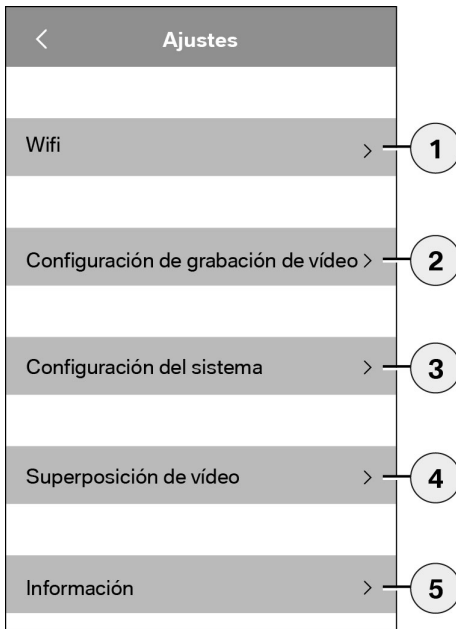 Ajustes
Wifi
1
Configuración de grabación de vídeo
2
Configuración del sistema
3
Superposición de vídeo
4
Información
5